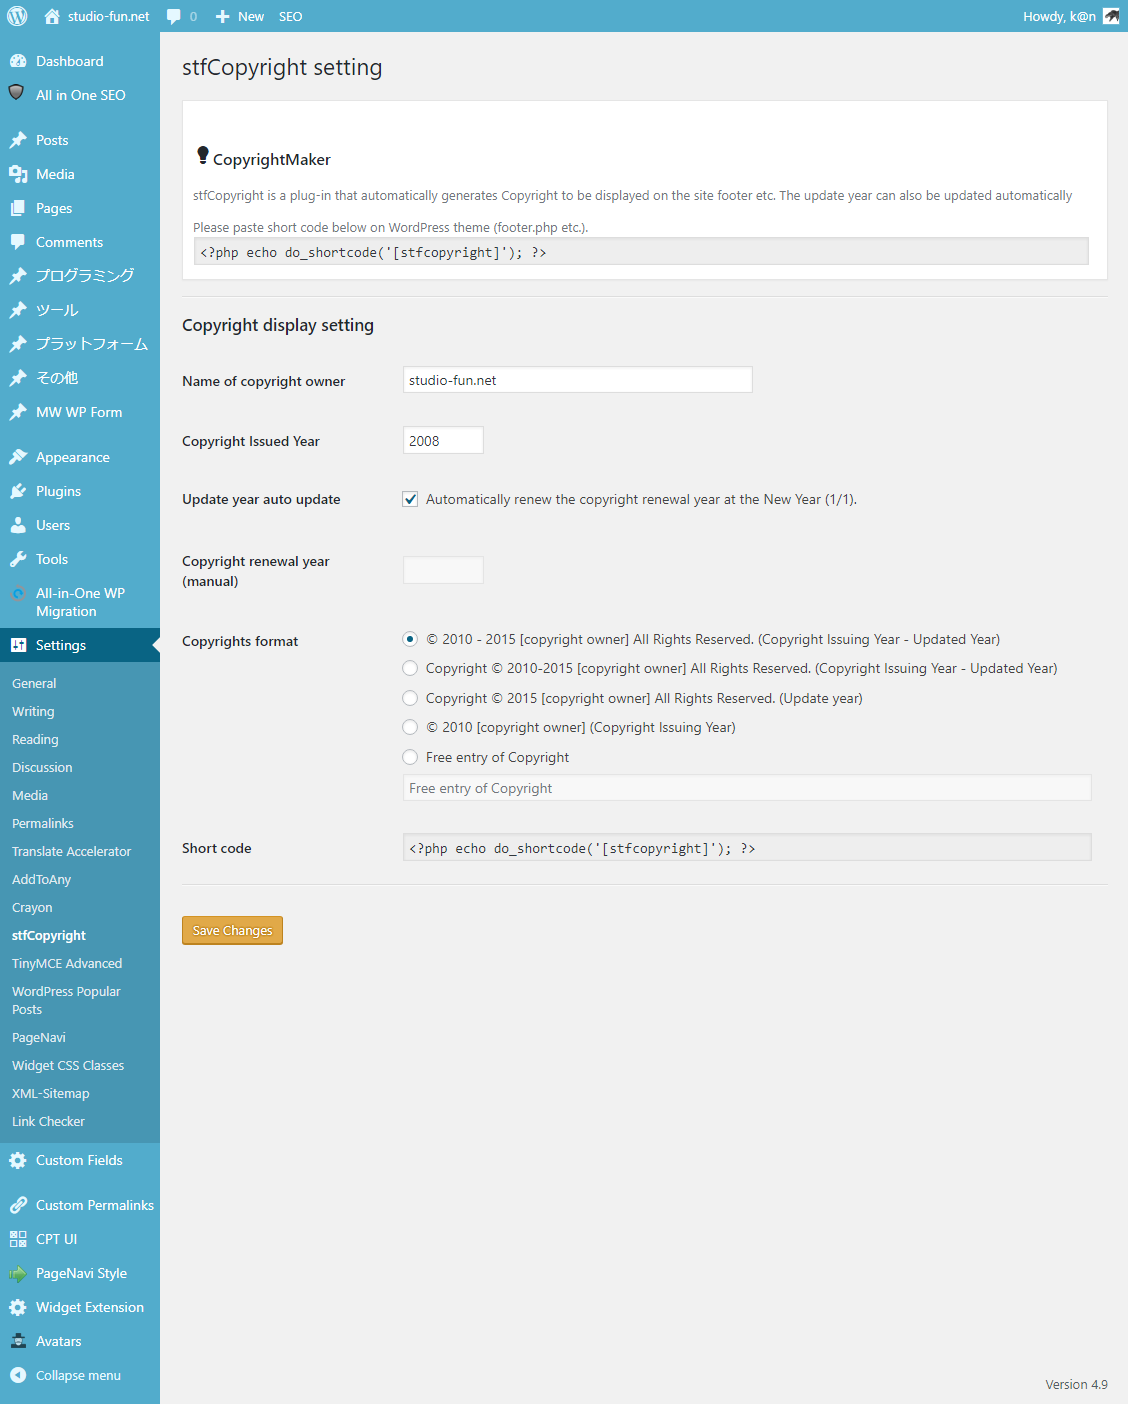 studio-fun.net 0 New SEO Howdy, k@n
Dashboard
All in One SEO
Posts
Media
Pages
Comments
プログラミング
ツール
プラットフォーム
その他
MW WP Form
Appearance
Plugins
Users
Tools
All-in-One WP
Migration
Settings
General
Writing
Reading
Discussion
Media
Permalinks
Translate Accelerator
AddToAny
Crayon
stfCopyright
TinyMCE Advanced
WordPress Popular
Posts
PageNavi
Widget CSS Classes
XML-Sitemap
Link Checker
Custom Fields
Custom Permalinks
CPT UI
PageNavi Style
Widget Extension
Avatars
Collapse menu
stfCopyright setting
CopyrightMaker
stfCopyright is a plug-in that automatically generates Copyright to be displayed on the site footer etc. The update year can also be updated automatically
Please paste short code below on WordPress theme (footer.php etc.).
<?php echo do_shortcode('[stfcopyright]'); ?>
Copyright display setting
Name of copyright owner studio-fun.net
Copyright Issued Year 2008
Update year auto update Automatically renew the copyright renewal year at the New Year (1/1).
Copyright renewal year
(manual)
Copyrights format © 2010 - 2015 [copyright owner] All Rights Reserved. (Copyright Issuing Year - Updated Year)
Copyright © 2010-2015 [copyright owner] All Rights Reserved. (Copyright Issuing Year - Updated Year)
Copyright © 2015 [copyright owner] All Rights Reserved. (Update year)
© 2010 [copyright owner] (Copyright Issuing Year)
Free entry of Copyright
Free entry of Copyright
Short code <?php echo do_shortcode('[stfcopyright]'); ?>
Save Changes
Version 4.9